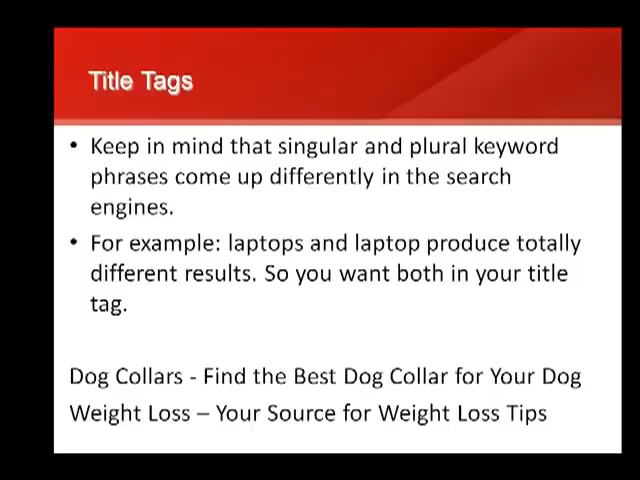 Title Tags
• Keep in mind that singular and plural keyword
phrases come up differently in the search
engines.
• For example: laptops and laptop produce totally
different results. So you want both in your title
tag.
Dog Collars - Find the Best Dog Collar for Your Dog
Weight Loss – Your Source for Weight Loss Tips